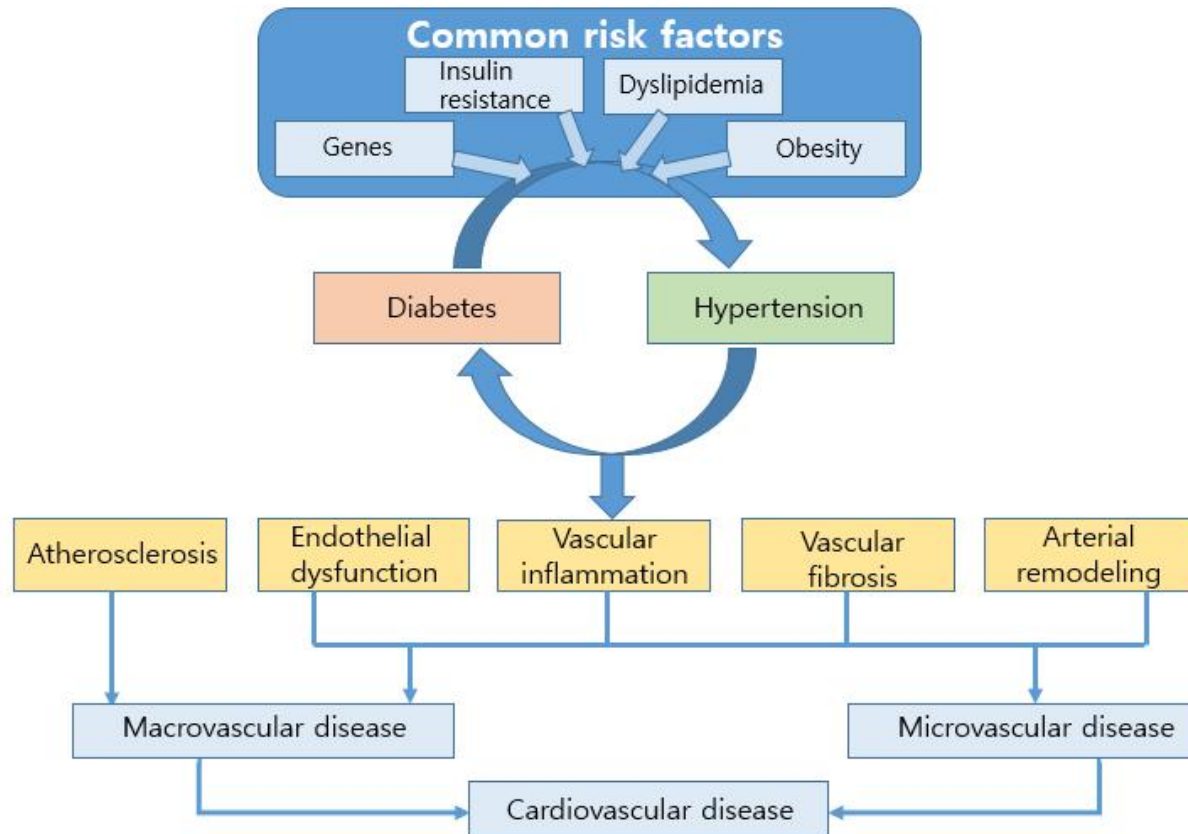 Common risk factors
Insulin
resistance
Dyslipidemia
Genes
Obesity
Diabetes
Hypertension
Atherosclerosis
Endothelial
dysfunction
Vascular
inflammation
Vascular
fibrosis
Arterial
remodeling
Macrovascular disease
Microvascular disease
Cardiovascular disease